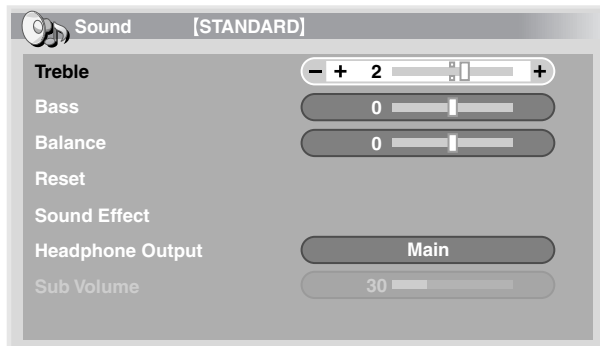 Sound [STANDARD]
Treble − + 2 +
Bass 0
Balance 0
Reset
Sound Effect
Headphone Output Main
Sub Volume 30